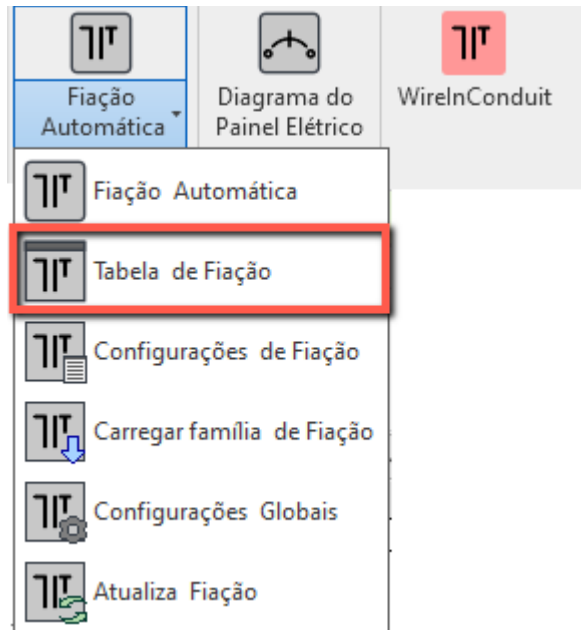 Fiação
Automática
Diagrama do
Painel Elétrico
WireInConduit
Fiação Automática
Tabela de Fiação
Configurações de Fiação
Carregar família de Fiação
Configurações Globais
Atualiza Fiação